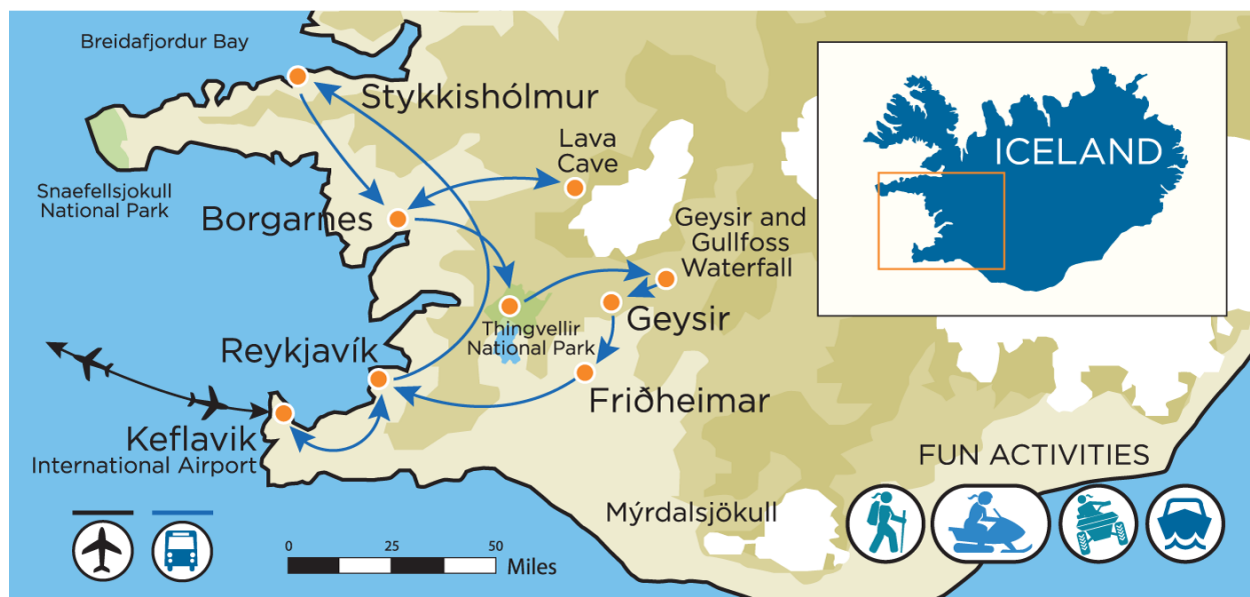 Breidafjordur Bay
Stykkishólmur
Lava
Cave
Snaefellsjokull
National Park
Borgarnes
Geysir and
Gullfoss
Waterfall
ICELAND
Reykjavík
Thingvellir
National Park
Geysir
Friðheimar
Keflavik
International Airport
FUN ACTIVITIES
Mýrdalsjökull
0 25 50
Miles